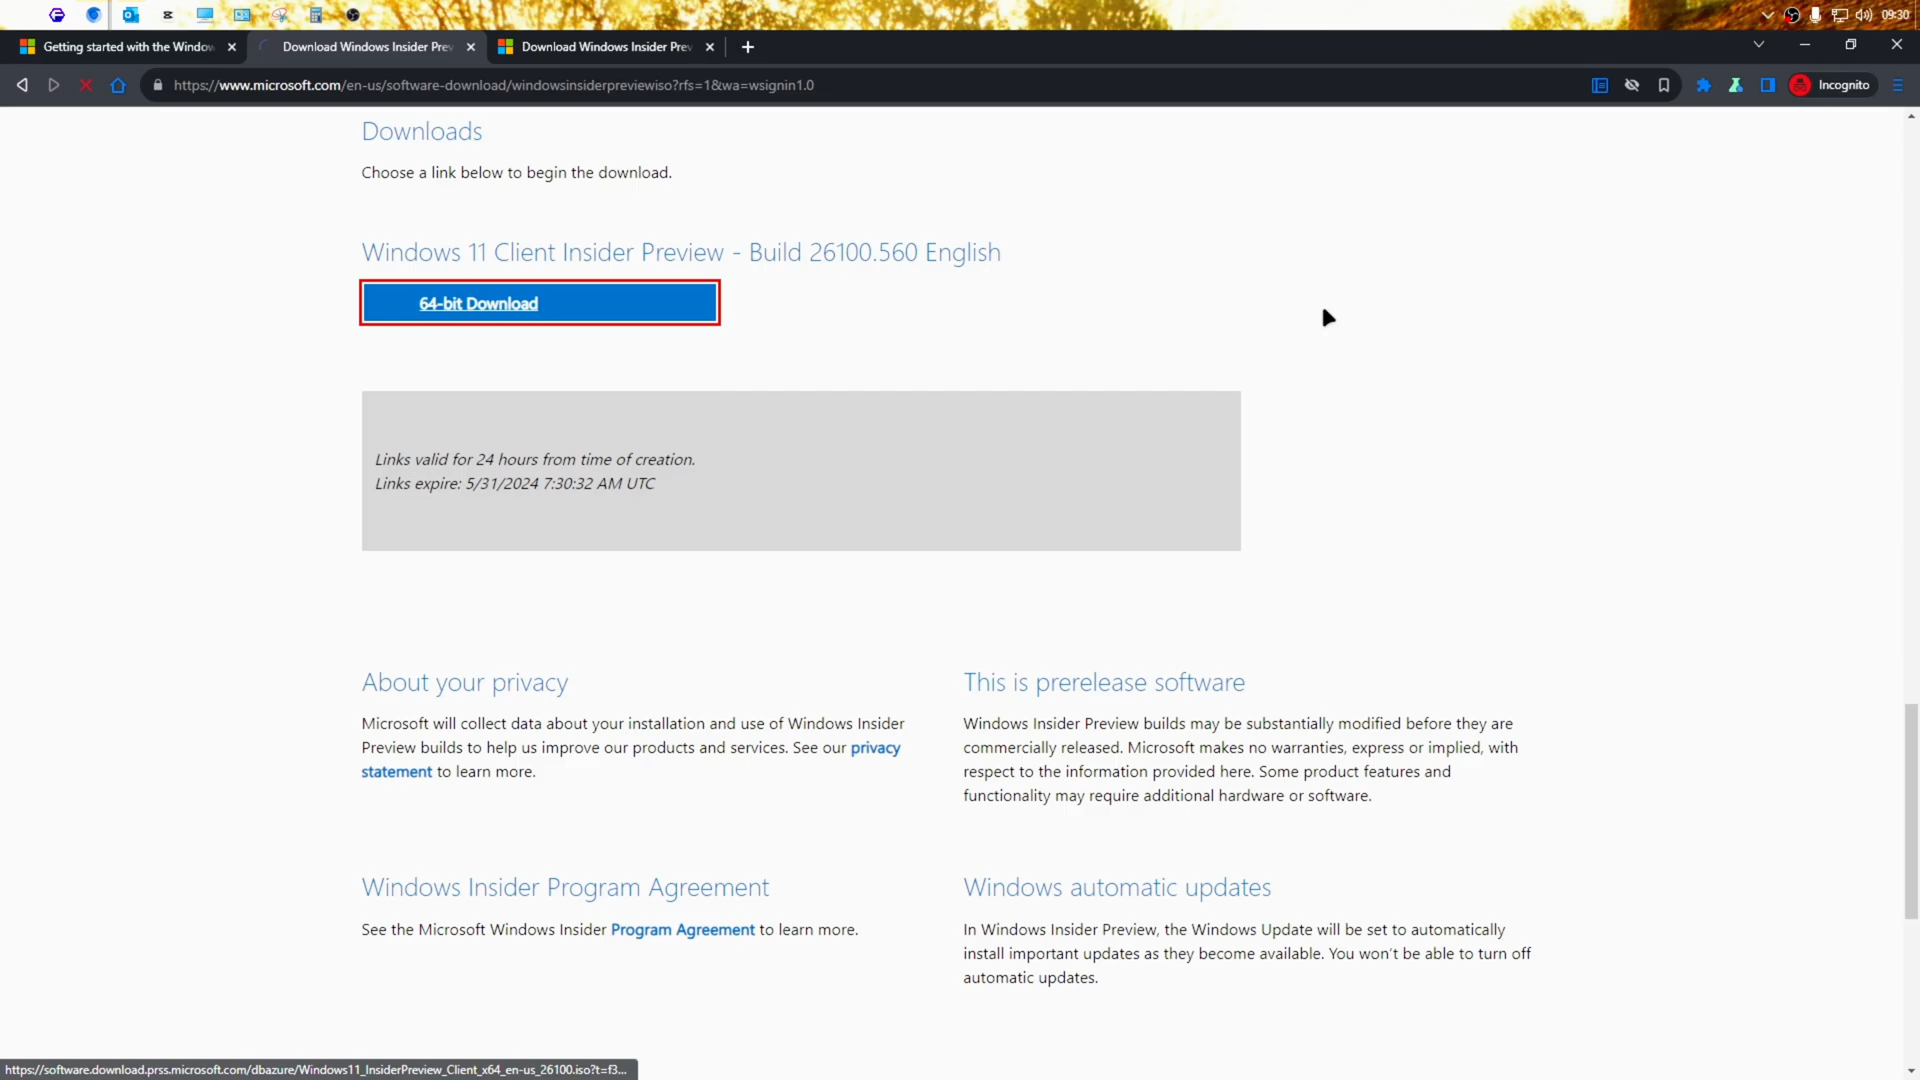 09:30
Getting started with the Window
Download Windows Insider Prev
Download Windows Insider Prev
https://www.microsoft.com/en-us/software-download/windowsinsiderpreviewiso?rfs=1&wa=wsignin1.0
Incognito
Downloads
Choose a link below to begin the download.
Windows 11 Client Insider Preview - Build 26100.560 English
64-bit Download
Links valid for 24 hours from time of creation.
Links expire: 5/31/2024 7:30:32 AM UTC
About your privacy
Microsoft will collect data about your installation and use of Windows Insider
Preview builds to help us improve our products and services. See our privacy
statement to learn more.
This is prerelease software
Windows Insider Preview builds may be substantially modified before they are
commercially released. Microsoft makes no warranties, express or implied, with
respect to the information provided here. Some product features and
functionality may require additional hardware or software.
Windows Insider Program Agreement
See the Microsoft Windows Insider Program Agreement to learn more.
Windows automatic updates
In Windows Insider Preview, the Windows Update will be set to automatically
install important updates as they become available. You won't be able to turn off
automatic updates.
https://software.download.prss.microsoft.com/dbazure/Windows11_InsiderPreview_Client_x64_en-us_26100.iso?t=f3...